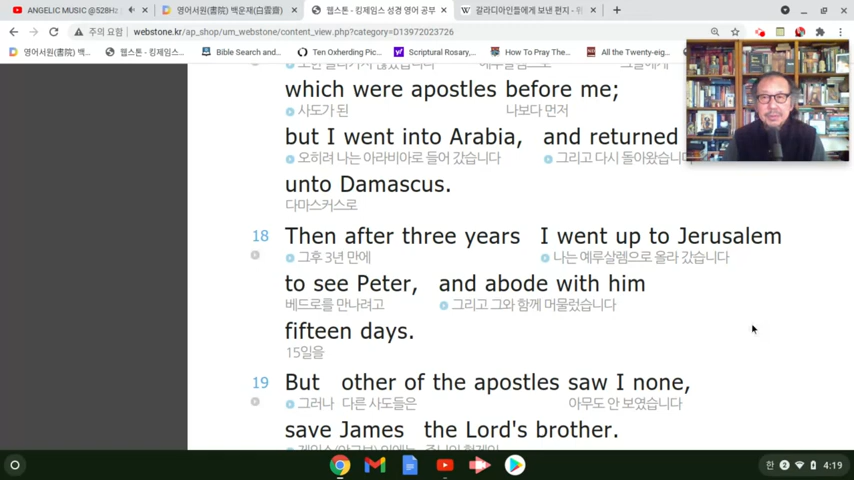 ANGELIC MUSIC @528Hz
영어서원(書院) 백운재(白雲齋)
웹스톤 - 킹제임스 성경 영어 공부
갈라디아인들에게 보낸 편지 - 위
주의 요함
webstone.kr/ap_shop/um_webstone/content_view.php?category=D13972023726
영어서원(書院) 백...
웹스톤 - 킹제임스...
Bible Search and...
Ten Oxherding Pic...
Scriptural Rosary,...
How To Pray The...
All the Twenty-eig...
which were apostles before me;
사도가 된 나보다 먼저
but I went into Arabia, and returned
오히려 나는 아라비아로 들어 갔습니다 그리고 다시 돌아왔습니다
unto Damascus.
다마스커스로
18 Then after three years I went up to Jerusalem
그후 3년 만에 나는 예루살렘으로 올라 갔습니다
to see Peter, and abode with him
베드로를 만나려고 그리고 그와 함께 머물렀습니다
fifteen days.
15일을
19 But other of the apostles saw I none,
그러나 다른 사도들은 아무도 안 보였습니다
save James the Lord's brother.
한 2 4:19